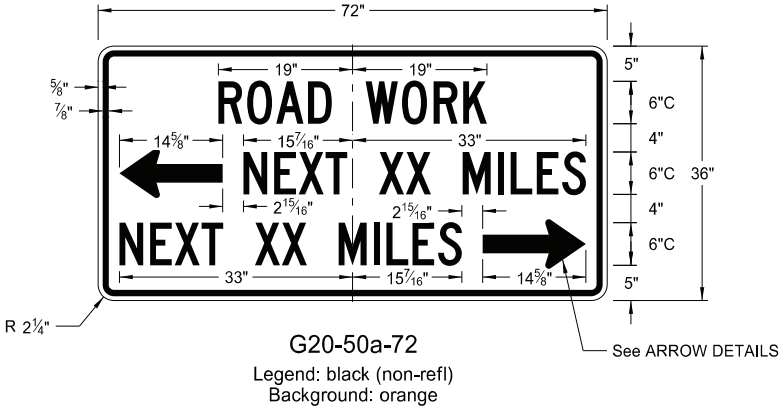 72"
19" 19"
5/8"
7/8"
ROAD WORK
5"
6"C
4"
14 5/8" 15 7/16" 33"
NEXT XX MILES
6"C
36"
2 15/16" 2 15/16"
4"
NEXT XX MILES
6"C
33" 15 7/16" 14 5/8"
5"
R 2 1/4"
G20-50a-72
See ARROW DETAILS
Legend: black (non-refl)
Background: orange